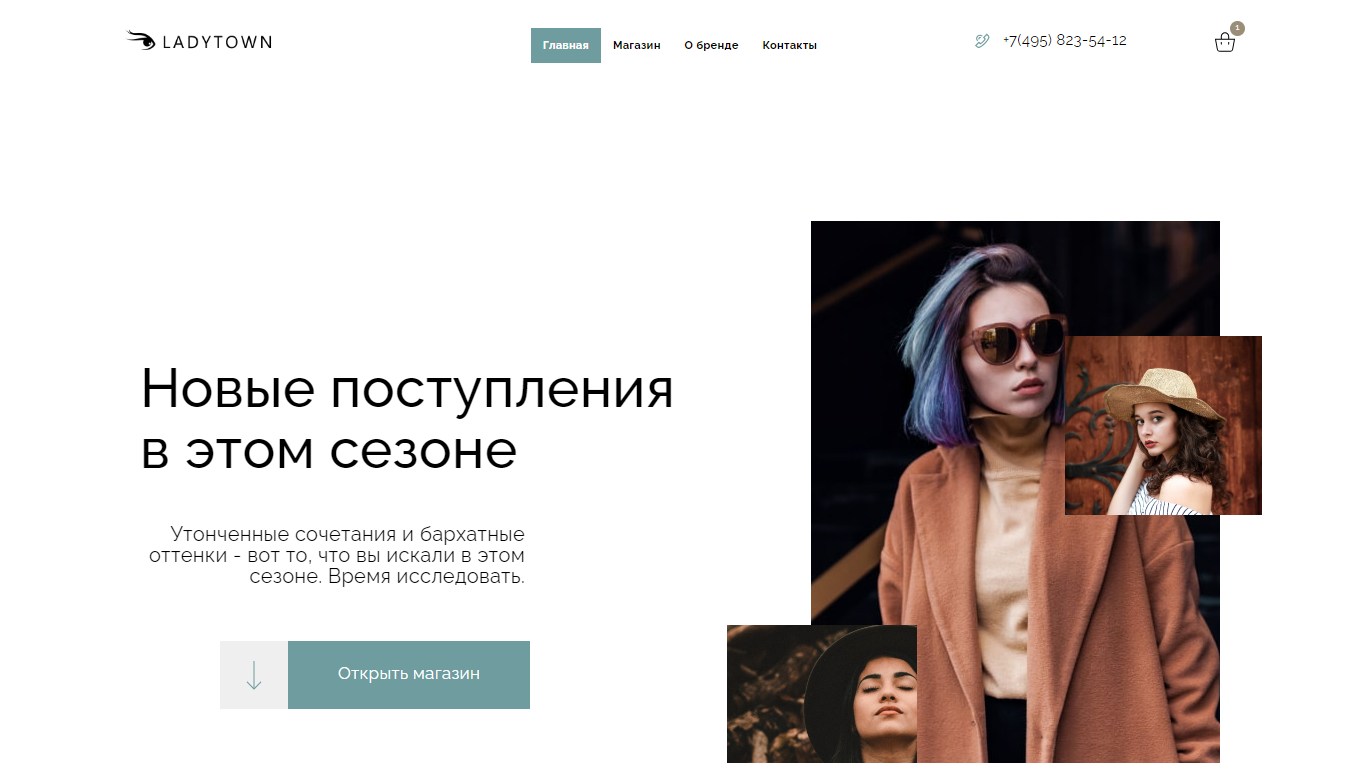 LADYTOWN
Главная
Магазин
О бренде
Контакты
+7(495) 823-54-12
1
Новые поступления
в этом сезоне
Утонченные сочетания и бархатные
оттенки - вот то, что вы искали в этом
сезоне. Время исследовать.
Открыть магазин